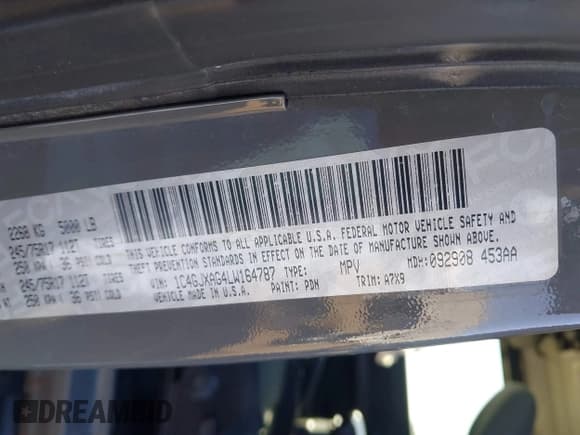 2268 KG 5000 LB
245/75R17 112T TIRES
250 KPA/ 36 PSI COLD
245/75R17 112T TIRES
250 KPA/ 36 PSI COLD
THIS VEHICLE CONFORMS TO ALL APPLICABLE U.S.A. FEDERAL MOTOR VEHICLE SAFETY AND
THEFT PREVENTION STANDARDS IN EFFECT ON THE DATE OF MANUFACTURE SHOWN ABOVE.
VIN: 1C4GJXAG4LW164787 TYPE: MPV MDH: 092908 453AA
VEHICLE MADE IN U.S.A. PAINT: PDN TRIM: A7X9
DREAMBID